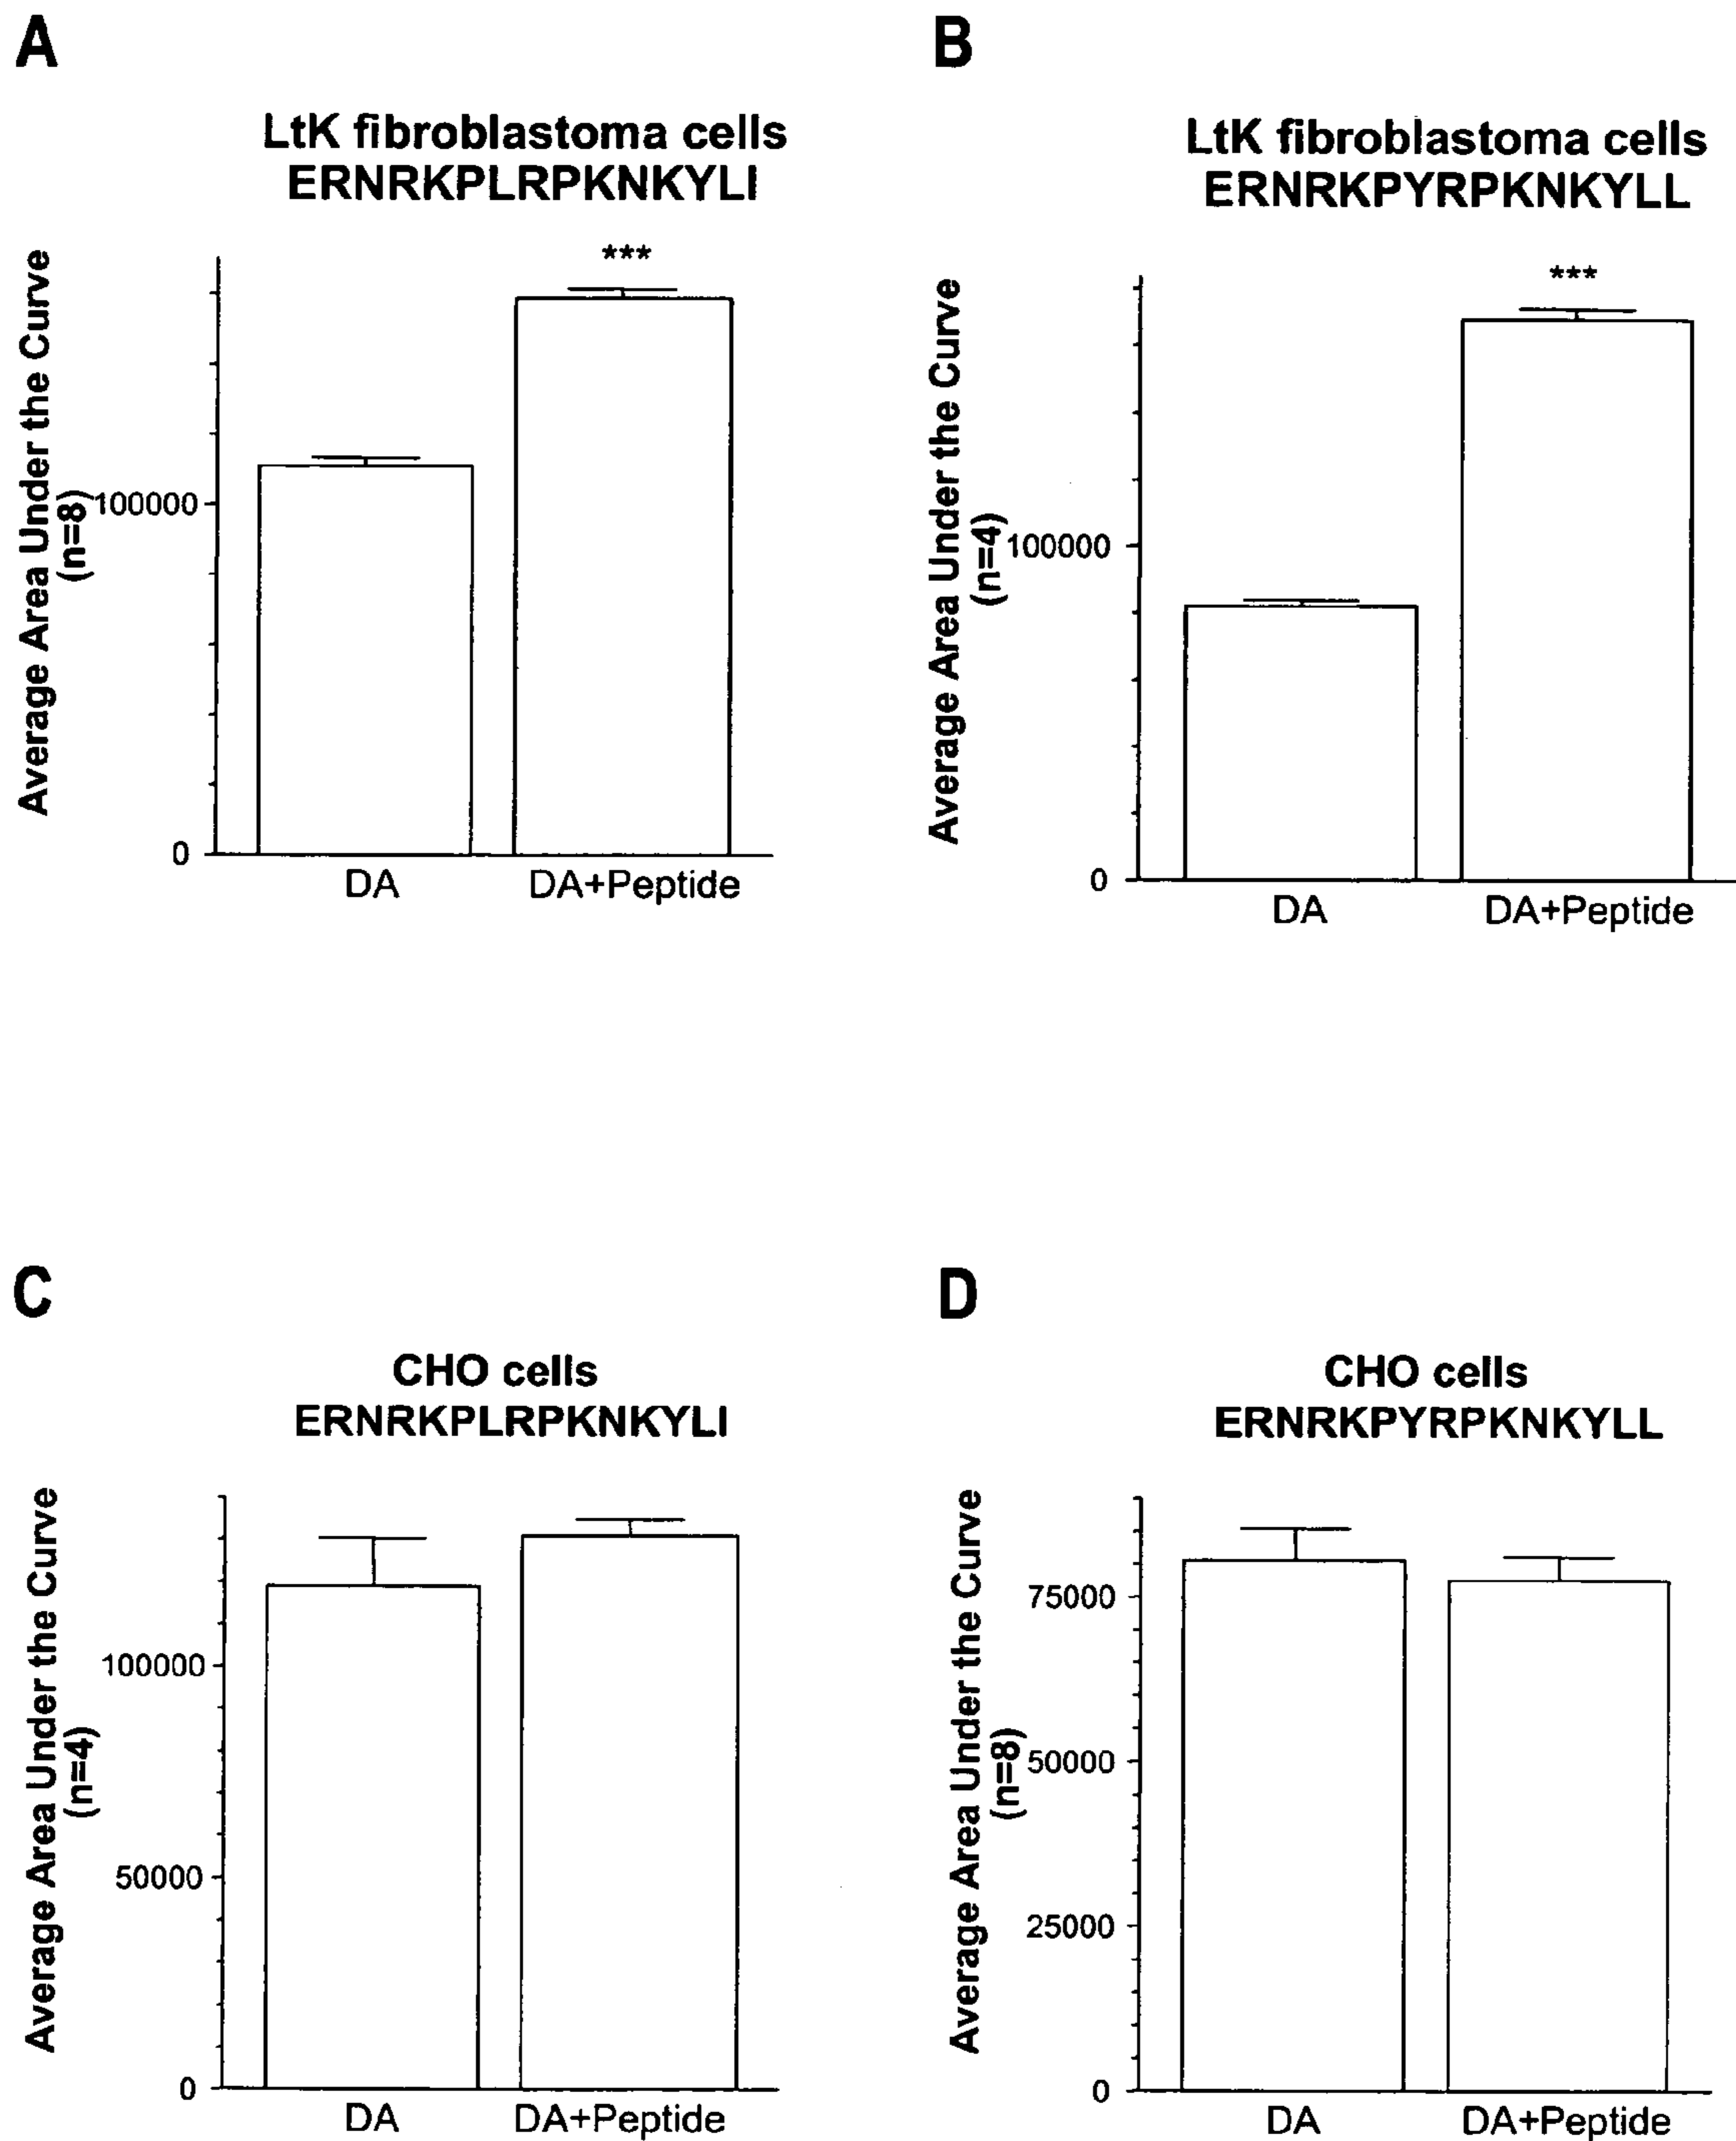 A
LtK fibroblastoma cells
ERNRKPLRPKNKYLI
Average Area Under the Curve
(n=8)
***
100000
0
DA
DA+Peptide
B
LtK fibroblastoma cells
ERNRKPYRPKNKYLL
Average Area Under the Curve
(n=4)
***
100000
0
DA
DA+Peptide
C
CHO cells
ERNRKPLRPKNKYLI
Average Area Under the Curve
(n=4)
100000
50000
0
DA
DA+Peptide
D
CHO cells
ERNRKPYRPKNKYLL
Average Area Under the Curve
(n=8)
75000
50000
25000
0
DA
DA+Peptide